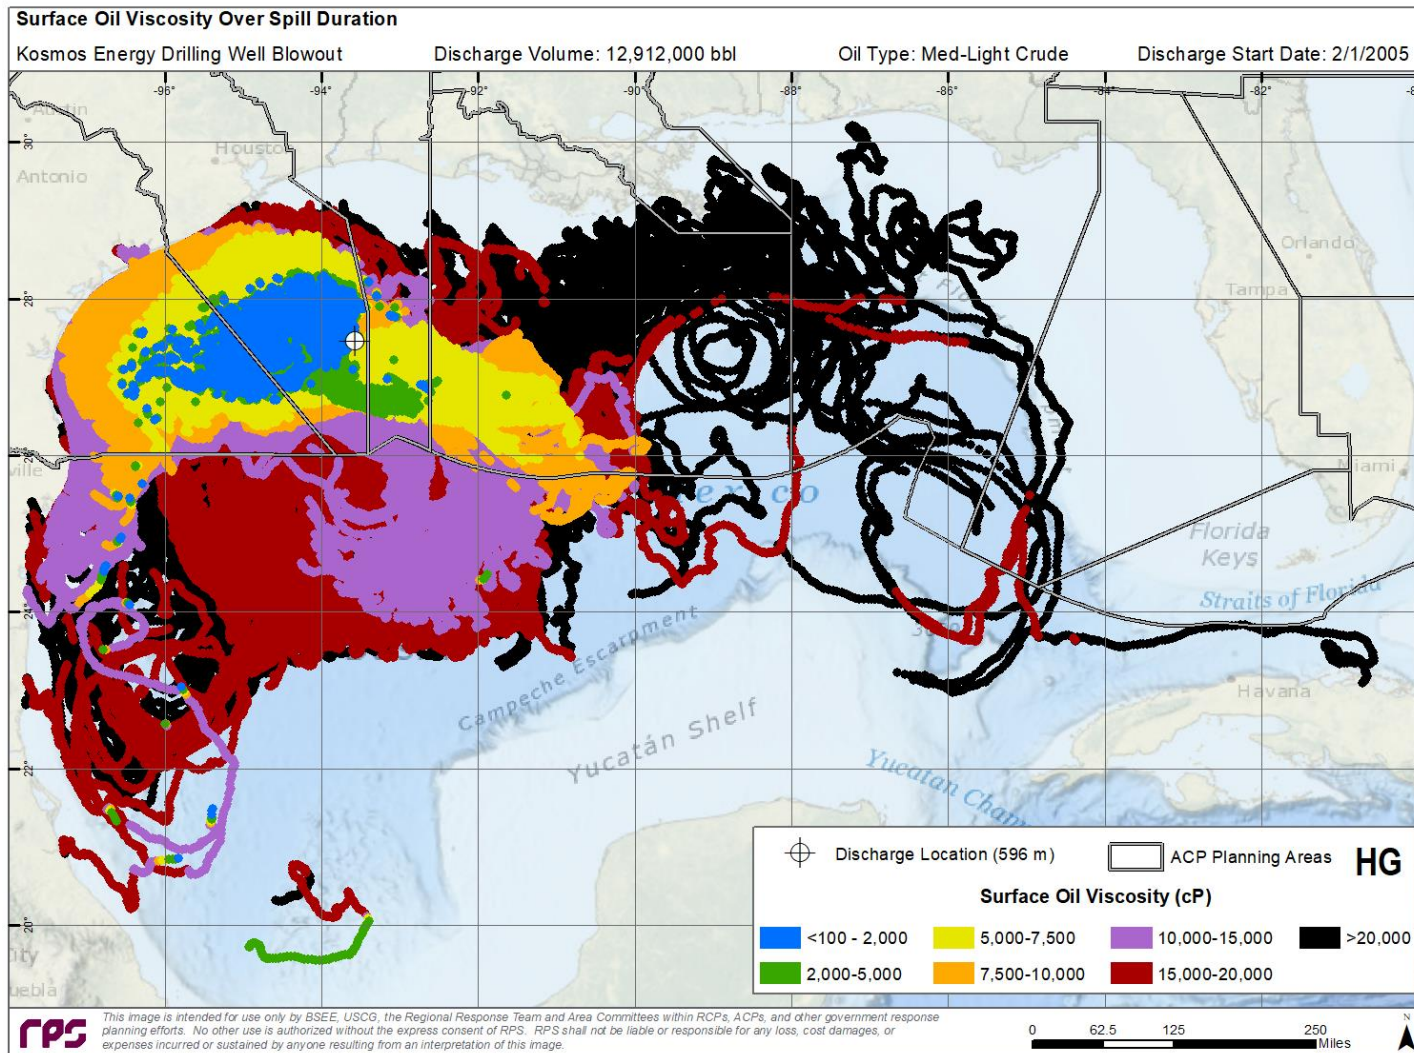 Surface Oil Viscosity Over Spill Duration
Kosmos Energy Drilling Well Blowout Discharge Volume: 12,912,000 bbl Oil Type: Med-Light Crude Discharge Start Date: 2/1/2005
-96° -94° -92° -90° -88° -86° -84° -82°
Austin
30°
Houston
Antonio
Orlando
28°
Tampa
26°
Miami
Florida
Keys
24°
Straits of Florida
Campeche Escarpment
Havana
22°
Yucatán Shelf
20°
Discharge Location (596 m) ACP Planning Areas HG
Surface Oil Viscosity (cP)
<100 - 2,000 5,000-7,500 10,000-15,000 >20,000
2,000-5,000 7,500-10,000 15,000-20,000
rps
This image is intended for use only by BSEE, USCG, the Regional Response Team and Area Committees within RCPs, ACPs, and other government response
planning efforts. No other use is authorized without the express consent of RPS. RPS shall not be liable or responsible for any loss, cost damages, or
expenses incurred or sustained by anyone resulting from an interpretation of this image.
0 62.5 125 250
Miles
N